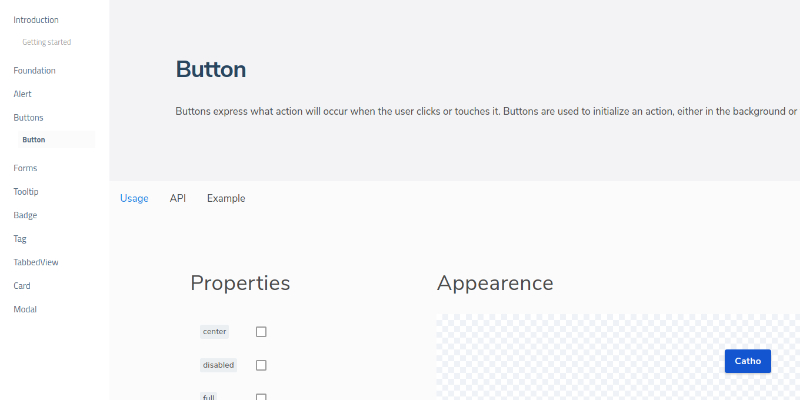 Introduction
Getting started
Foundation
Alert
Buttons
Button
Forms
Tooltip
Badge
Tag
TabbedView
Card
Modal
Button
Buttons express what action will occur when the user clicks or touches it. Buttons are used to initialize an action, either in the background or
Usage
API
Example
Properties
center
disabled
full
Appearence
Catho